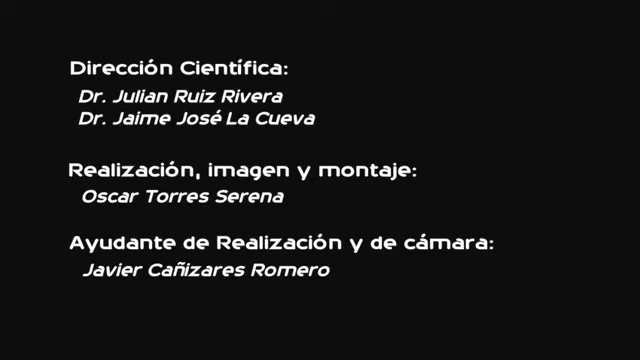 Dirección Científica:
Dr. Julian Ruiz Rivera
Dr. Jaime José La Cueva
Realización, imagen y montaje:
Oscar Torres Serena
Ayudante de Realización y de cámara:
Javier Cañizares Romero